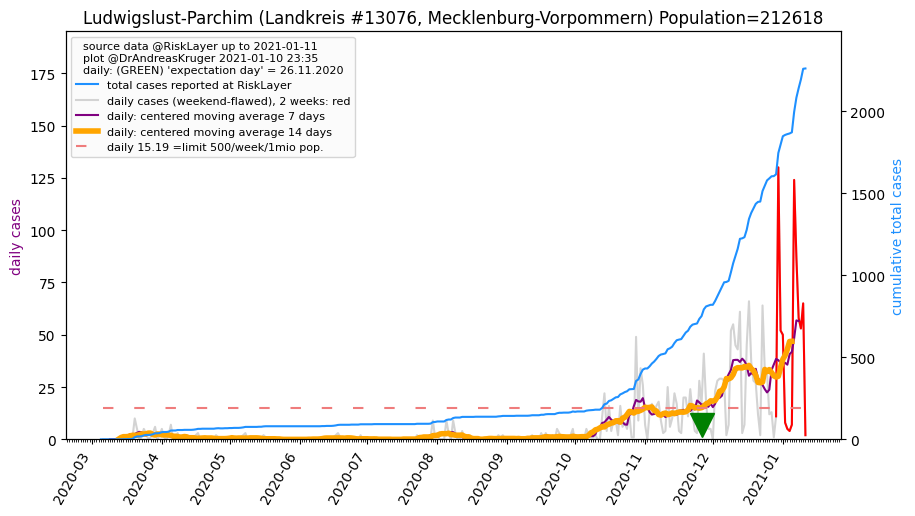 Ludwigslust-Parchim (Landkreis #13076, Mecklenburg-Vorpommern) Population=212618
source data @RiskLayer up to 2021-01-11
plot @DrAndreasKruger 2021-01-10 23:35
daily: (GREEN) 'expectation day' = 26.11.2020
total cases reported at RiskLayer
daily cases (weekend-flawed), 2 weeks: red
daily: centered moving average 7 days
daily: centered moving average 14 days
daily 15.19 =limit 500/week/1mio pop.
daily cases
175
150
125
100
75
50
25
0
cumulative total cases
2000
1500
1000
500
0
2020-03
2020-04
2020-05
2020-06
2020-07
2020-08
2020-09
2020-10
2020-11
2020-12
2021-01